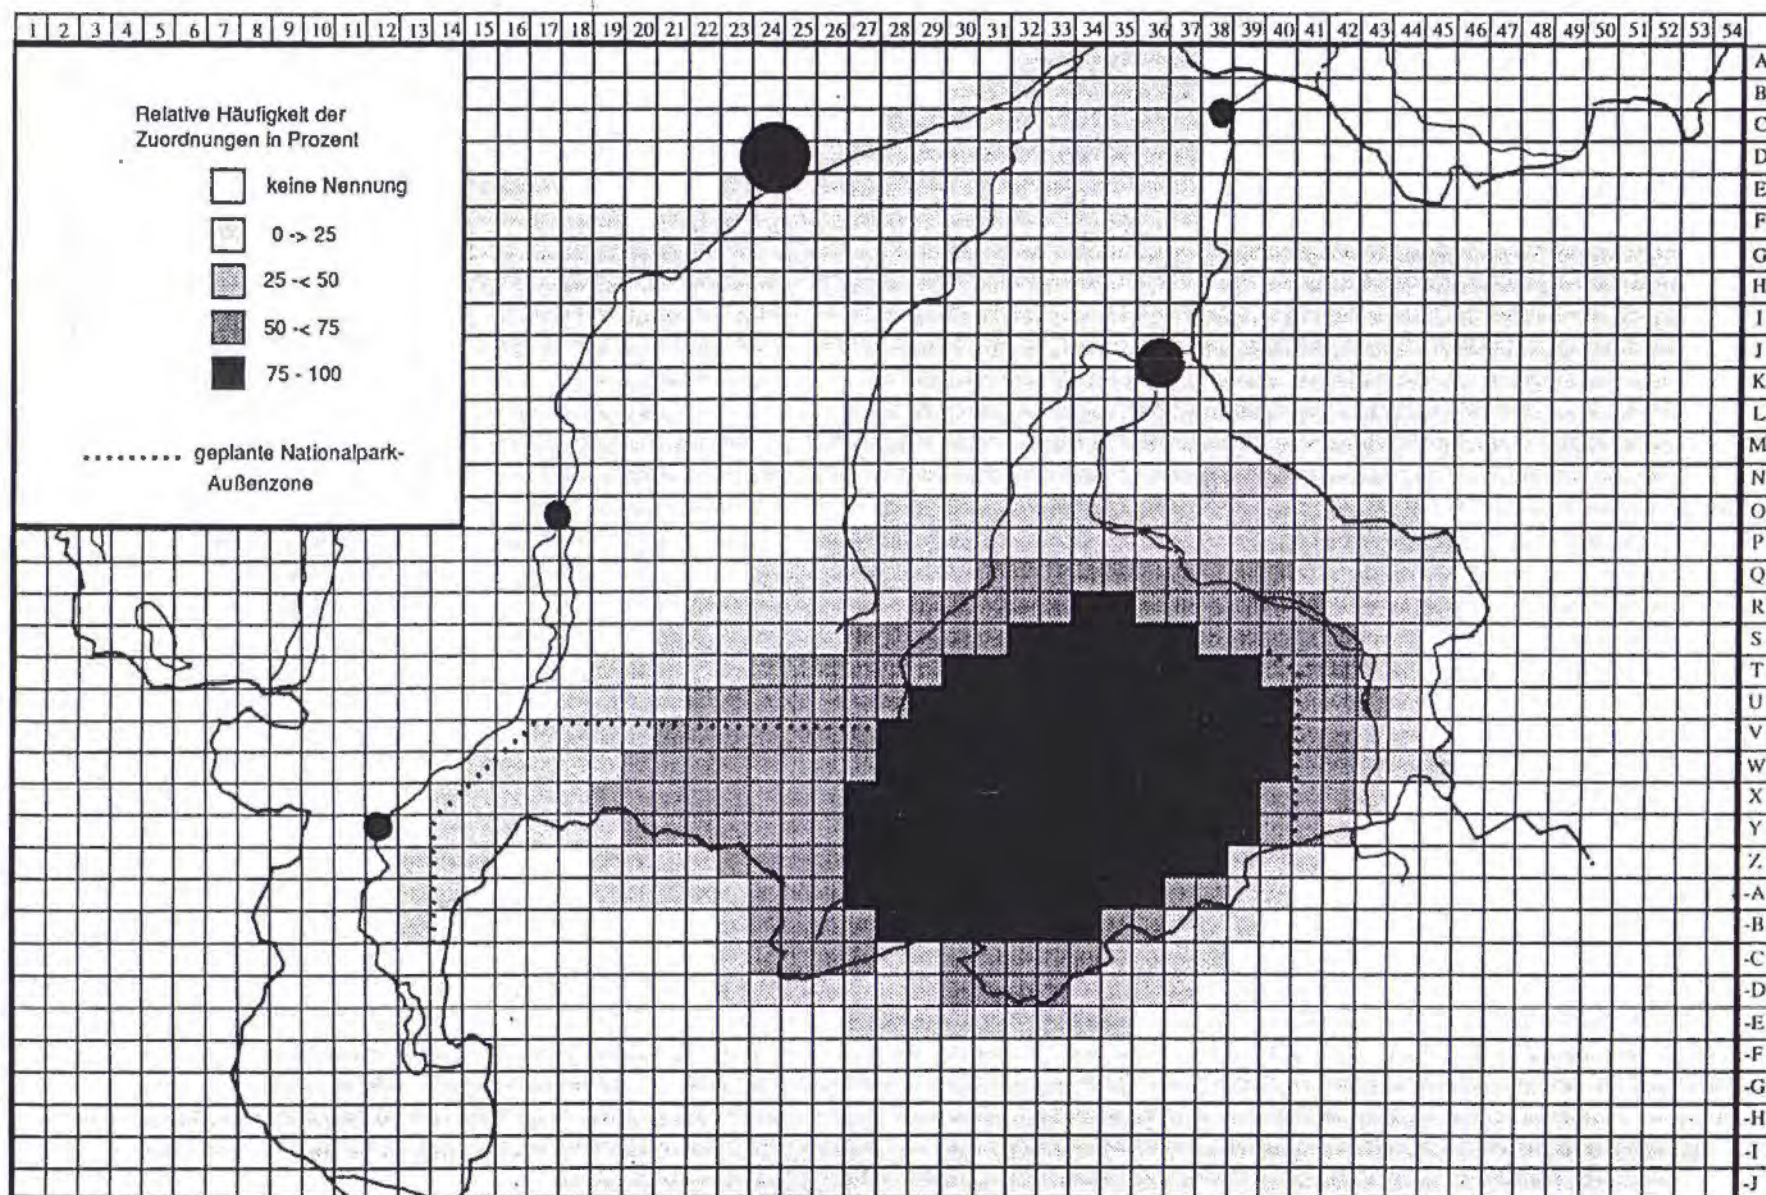 1 2 3 4 5 6 7 8 9 10 11 12 13 14 15 16 17 18 19 20 21 22 23 24 25 26 27 28 29 30 31 32 33 34 35 36 37 38 39 40 41 42 43 44 45 46 47 48 49 50 51 52 53 54
A
B
C
D
E
F
G
H
I
J
K
L
M
N
O
P
Q
R
S
T
U
V
W
X
Y
Z
-A
-B
-C
-D
-E
-F
-G
-H
-I
-J
Relative Häufigkeit der
Zuordnungen in Prozent
keine Nennung
0 -> 25
25 -< 50
50 -< 75
75 - 100
geplante Nationalpark-
Außenzone